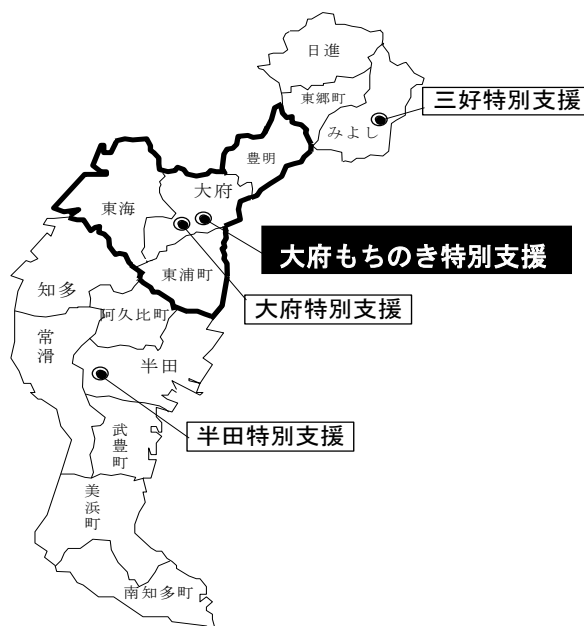 日進
東郷町
三好特別支援
みよし
豊明
大府
東海
大府もちのき特別支援
東浦町
知多
大府特別支援
阿久比町
常滑
半田
半田特別支援
武豊町
美浜町
南知多町